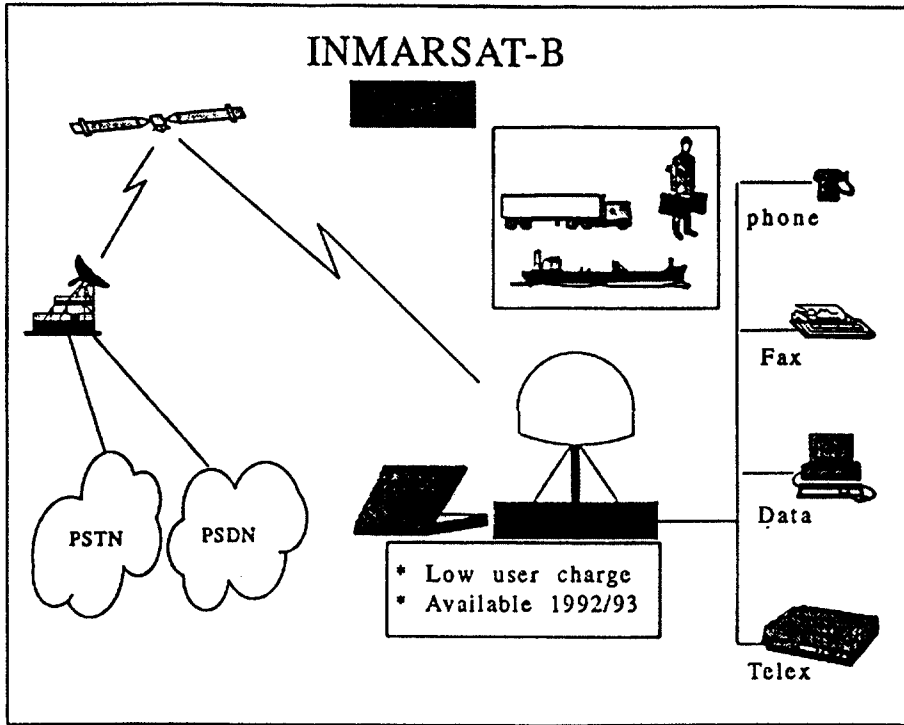 INMARSAT-B
phone
Fax
Data
Telex
PSTN
PSDN
* Low user charge
* Available 1992/93